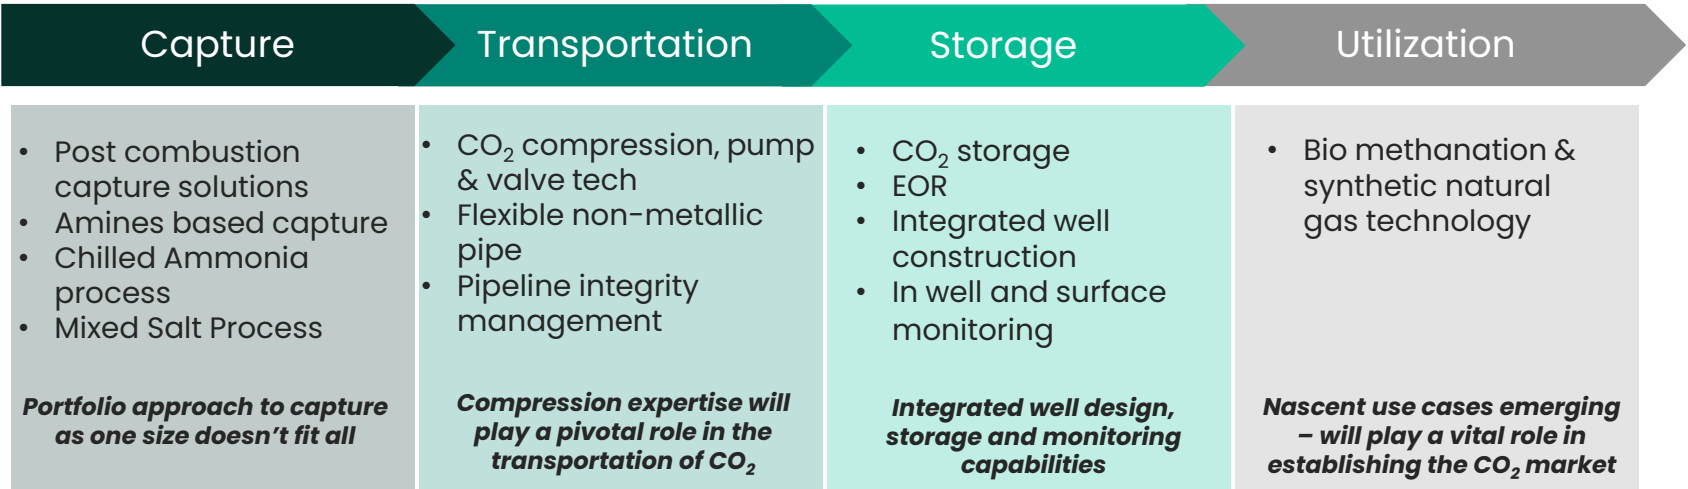 Capture
Transportation
Storage
Utilization
• Post combustion
capture solutions
• Amines based capture
• Chilled Ammonia
process
• Mixed Salt Process
Portfolio approach to capture
as one size doesn't fit all
• CO₂ compression, pump
& valve tech
• Flexible non-metallic
pipe
• Pipeline integrity
management
Compression expertise will
play a pivotal role in the
transportation of CO₂
• CO₂ storage
• EOR
• Integrated well
construction
• In well and surface
monitoring
Integrated well design,
storage and monitoring
capabilities
• Bio methanation &
synthetic natural
gas technology
Nascent use cases emerging
– will play a vital role in
establishing the CO₂ market